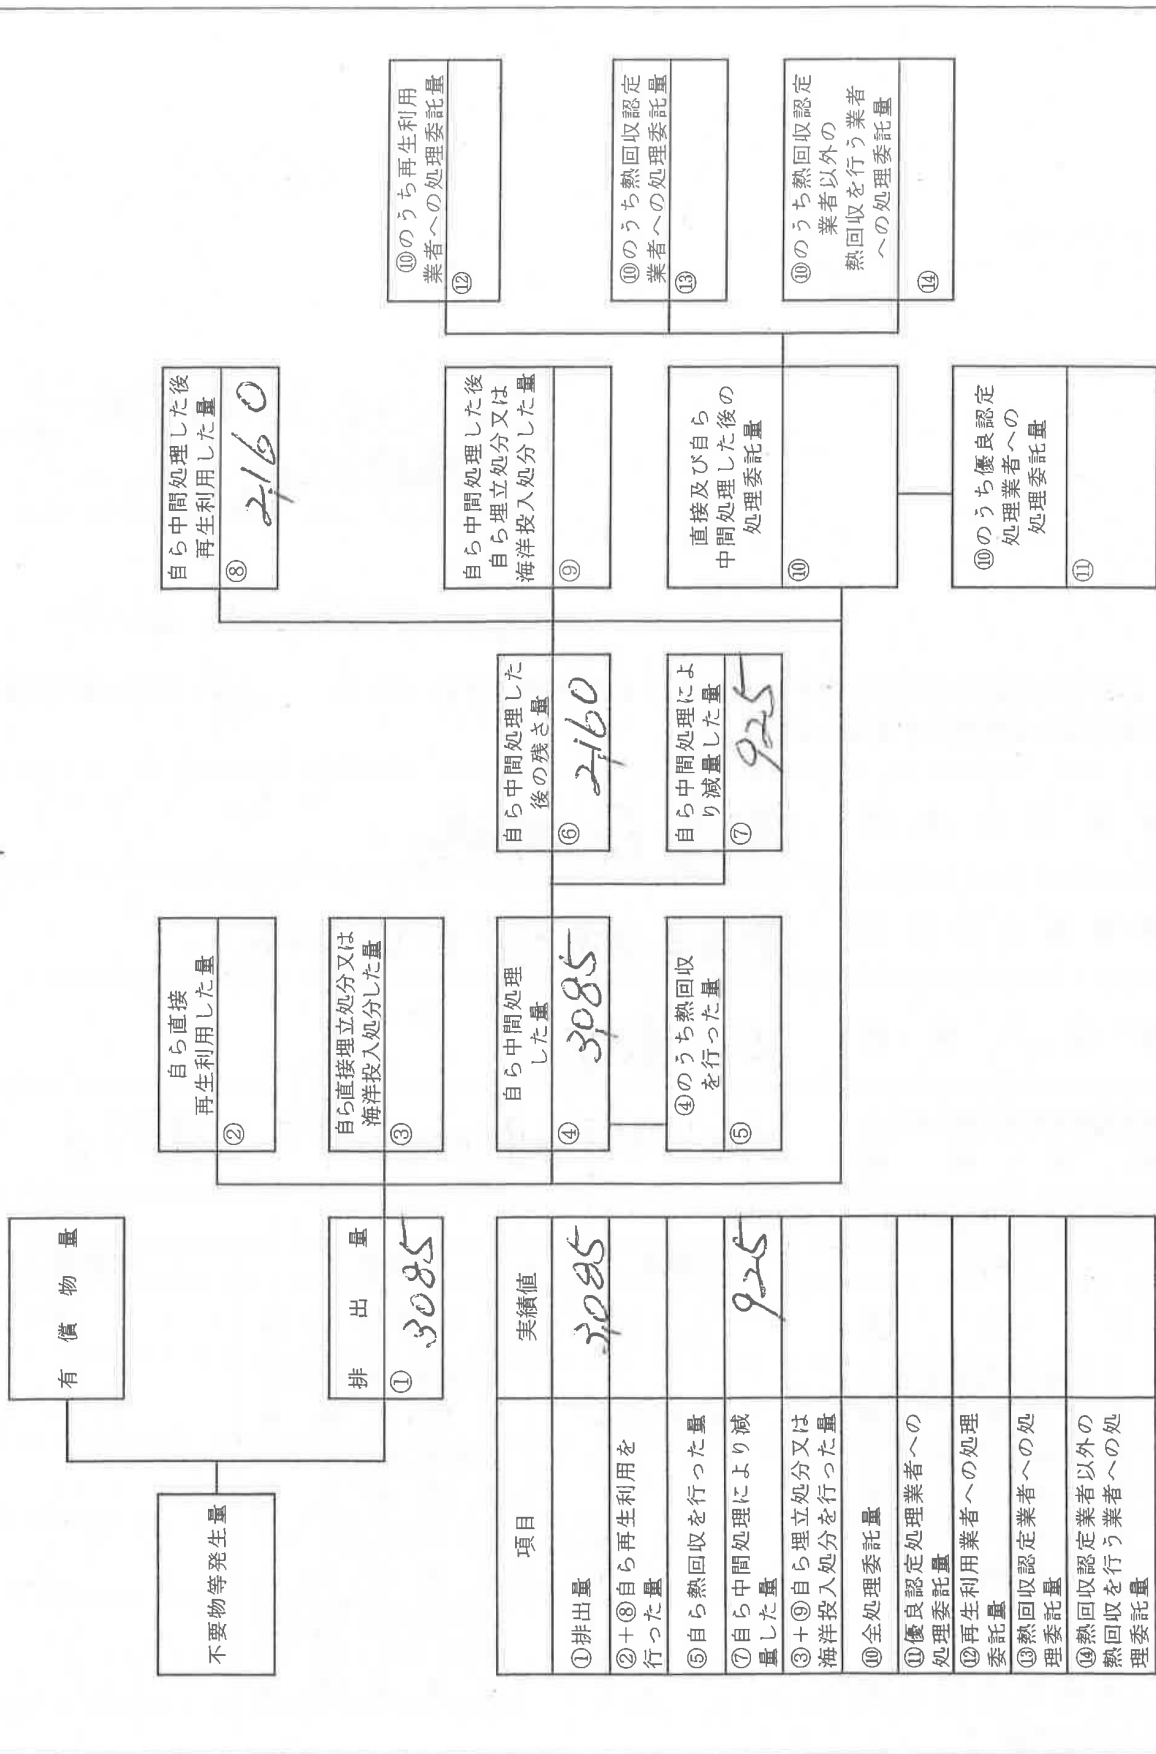 不要物等発生量
有 償 物 量
排 出 量
①
3085
自ら直接
再生利用した量
②
自ら直接埋立処分又は
海洋投入処分した量
③
自ら中間処理
した量
④
3,085
④のうち熱回収
を行った量
⑤
自ら中間処理した
後の残さ量
⑥
2,160
自ら中間処理によ
り減量した量
⑦
925
自ら中間処理した後
再生利用した量
⑧
2,160
自ら中間処理した後
自ら埋立処分又は
海洋投入処分した量
⑨
直接及び自ら
中間処理した後の
処理委託量
⑩
⑩のうち優良認定
処理業者への
処理委託量
⑪
⑩のうち再生利用
業者への処理委託量
⑫
⑩のうち熱回収認定
業者への処理委託量
⑬
⑩のうち熱回収認定
業者以外の
熱回収を行う業者
への処理委託量
⑭
項目 実績値
①排出量 3,085
②+⑧自ら再生利用を
行った量
⑤自ら熱回収を行った量
⑦自ら中間処理により減
量した量 925
③+⑨自ら埋立処分又は
海洋投入処分を行った量
⑩全処理委託量
⑪優良認定処理業者への
処理委託量
⑫再生利用業者への処理
委託量
⑬熱回収認定業者への処
理委託量
⑭熱回収認定業者以外の
熱回収を行う業者への処
理委託量